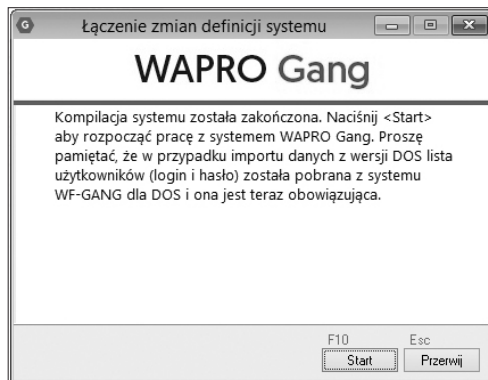 Łączenie zmian definicji systemu
WAPRO Gang
Kompilacja systemu została zakończona. Naciśnij <Start>
aby rozpocząć pracę z systemem WAPRO Gang. Proszę
pamiętać, że w przypadku importu danych z wersji DOS lista
użytkowników (login i hasło) została pobrana z systemu
WF-GANG dla DOS i ona jest teraz obowiązująca.
F10 Esc
Start Przerwij